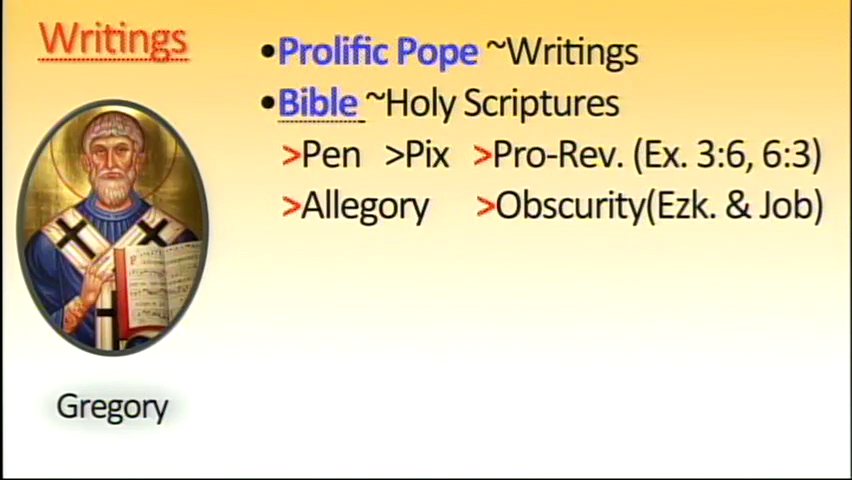 Writings
•Prolific Pope ~Writings
•Bible ~Holy Scriptures
>Pen >Pix >Pro-Rev. (Ex. 3:6, 6:3)
>Allegory >Obscurity(Ezk. & Job)
Gregory